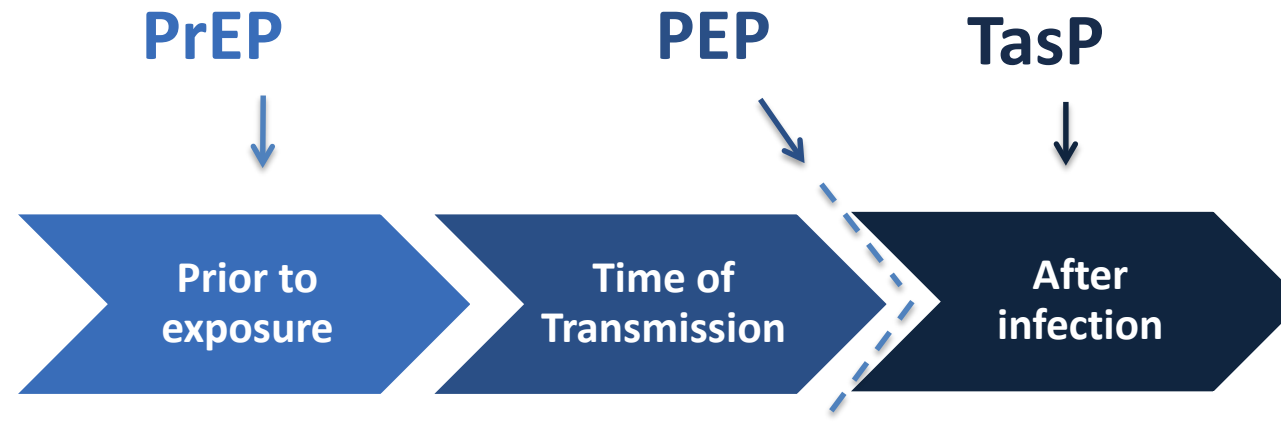 PrEP
PEP
TasP
Prior to
exposure
Time of
Transmission
After
infection